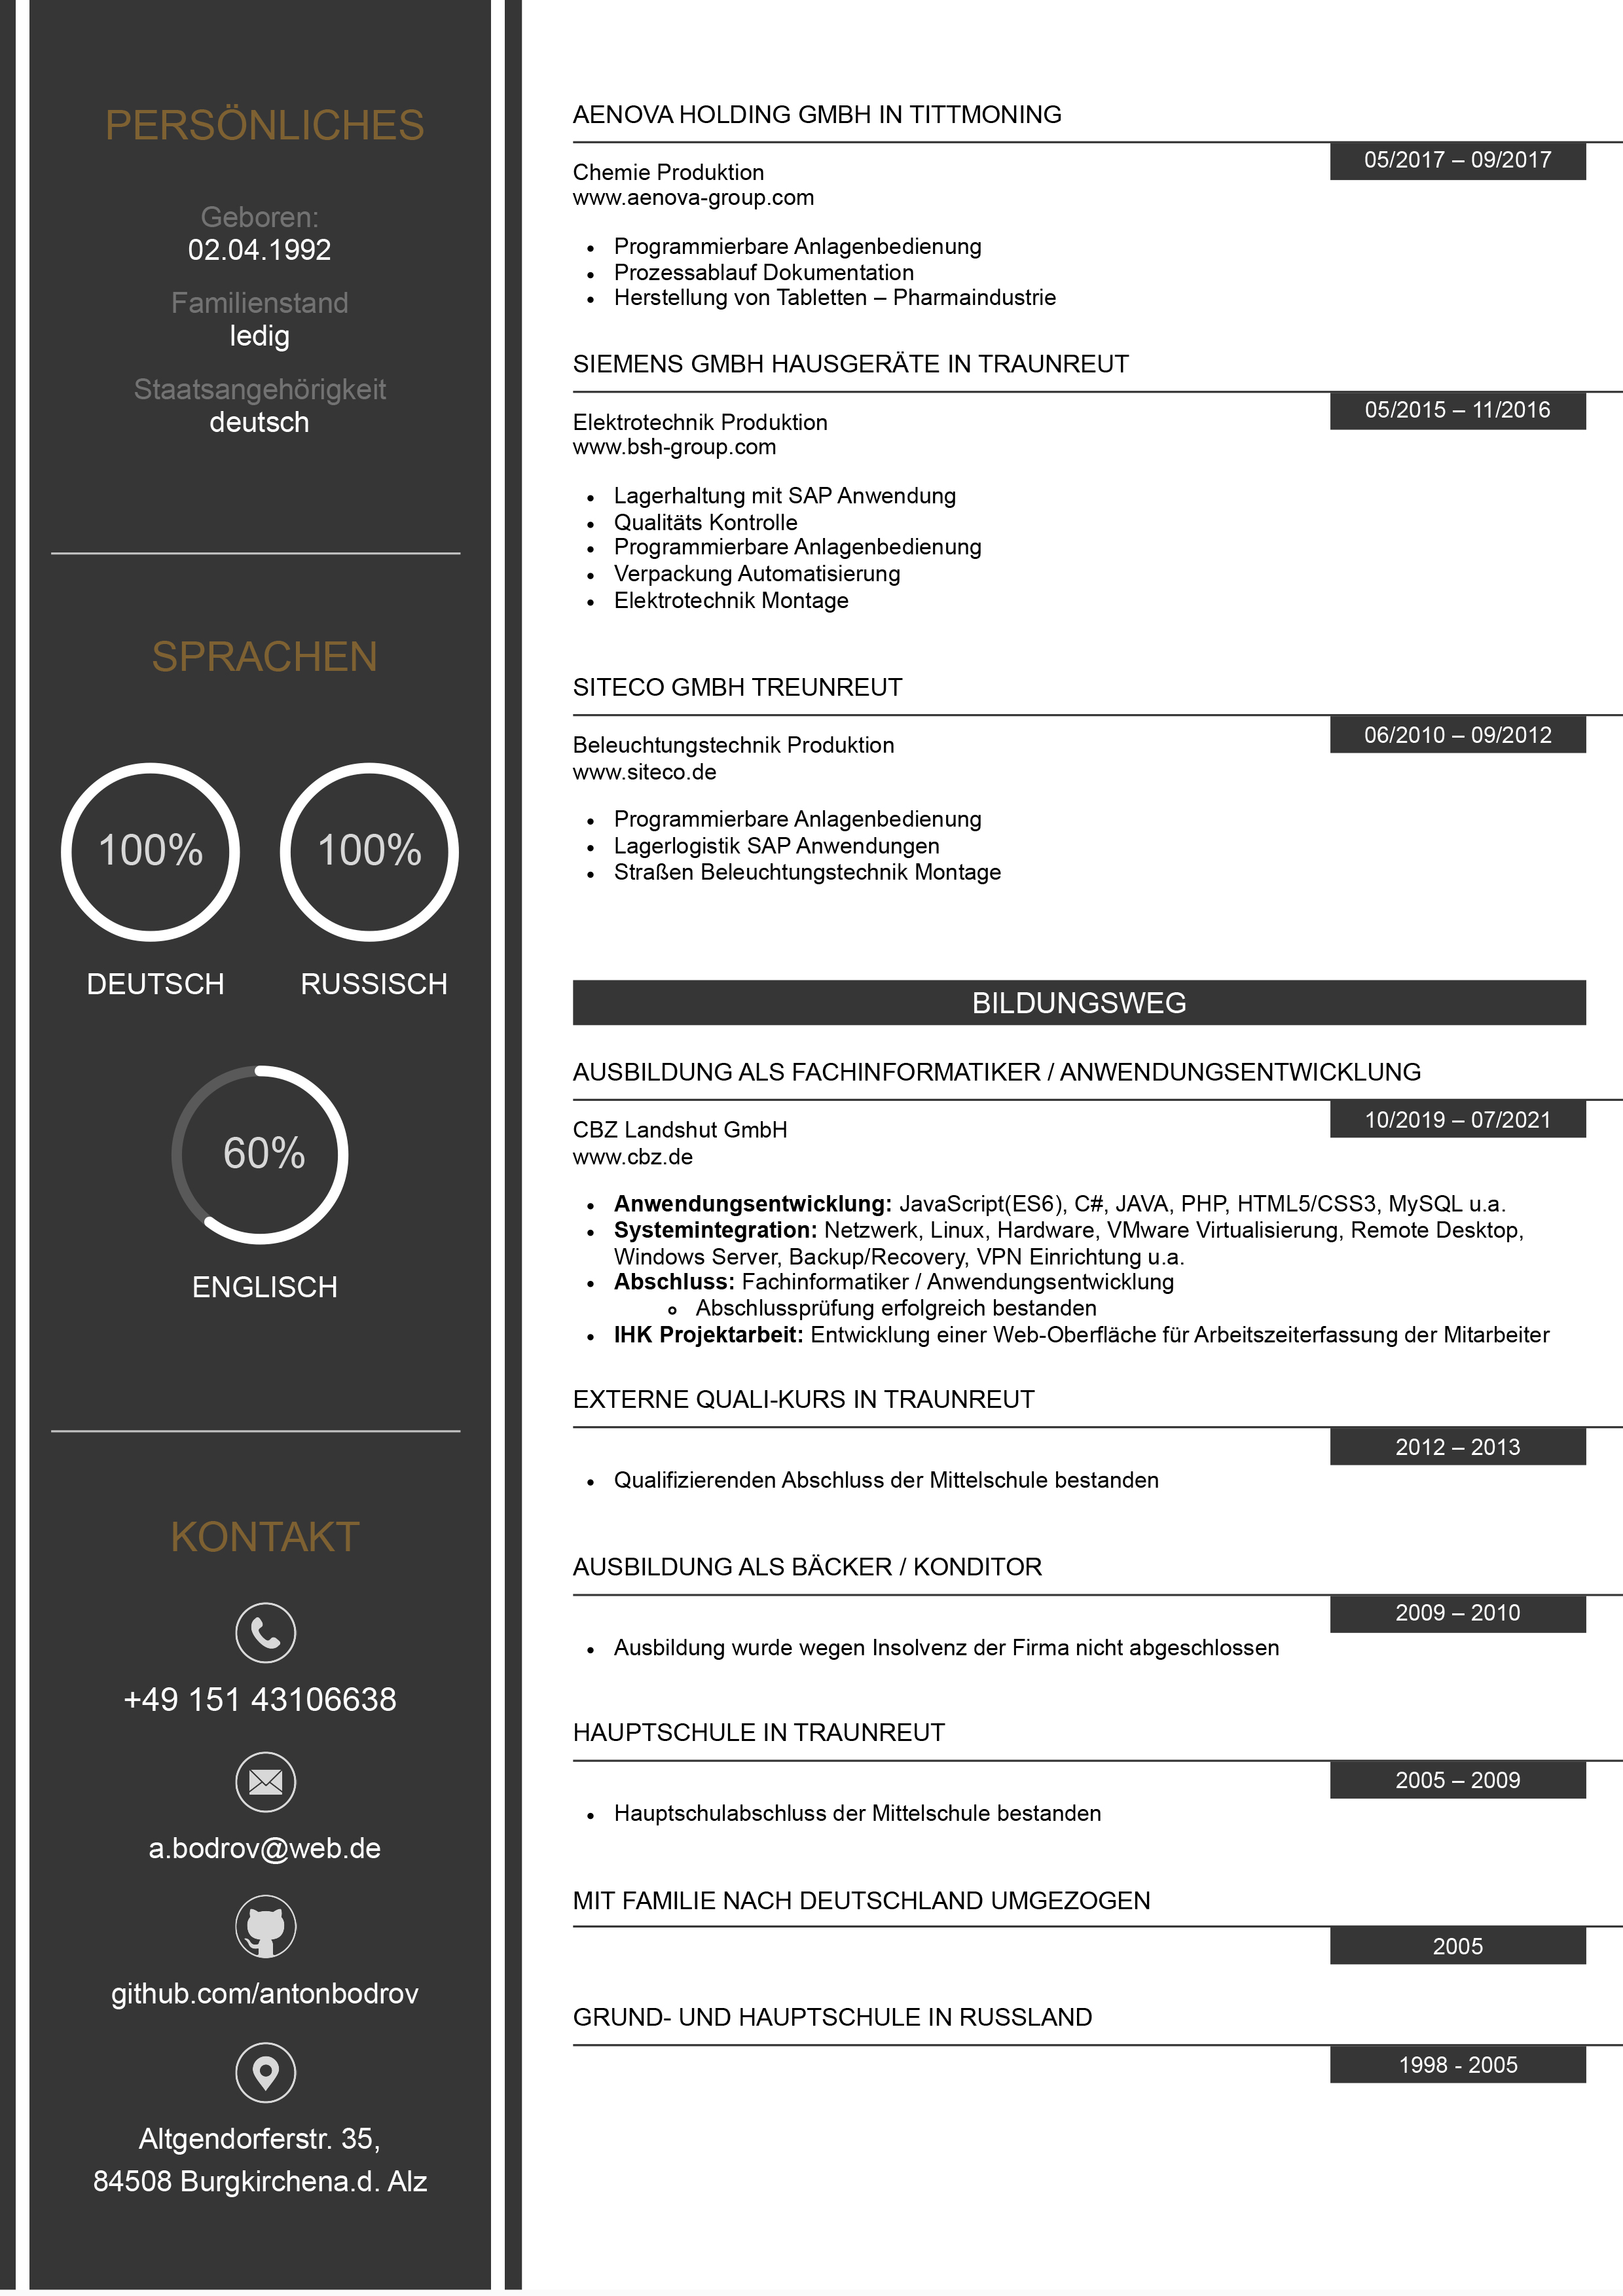 PERSÖNLICHES
Geboren:
02.04.1992
Familienstand
ledig
Staatsangehörigkeit
deutsch
SPRACHEN
100%
100%
DEUTSCH
RUSSISCH
60%
ENGLISCH
KONTAKT
+49 151 43106638
a.bodrov@web.de
github.com/antonbodrov
Altgendorferstr. 35,
84508 Burgkirchena.d. Alz
AENOVA HOLDING GMBH IN TITTMONING
05/2017 – 09/2017
Chemie Produktion
www.aenova-group.com
• Programmierbare Anlagenbedienung
• Prozessablauf Dokumentation
• Herstellung von Tabletten – Pharmaindustrie
SIEMENS GMBH HAUSGERÄTE IN TRAUNREUT
05/2015 – 11/2016
Elektrotechnik Produktion
www.bsh-group.com
• Lagerhaltung mit SAP Anwendung
• Qualitäts Kontrolle
• Programmierbare Anlagenbedienung
• Verpackung Automatisierung
• Elektrotechnik Montage
SITECO GMBH TREUNREUT
06/2010 – 09/2012
Beleuchtungstechnik Produktion
www.siteco.de
• Programmierbare Anlagenbedienung
• Lagerlogistik SAP Anwendungen
• Straßen Beleuchtungstechnik Montage
BILDUNGSWEG
AUSBILDUNG ALS FACHINFORMATIKER / ANWENDUNGSENTWICKLUNG
10/2019 – 07/2021
CBZ Landshut GmbH
www.cbz.de
• Anwendungsentwicklung: JavaScript(ES6), C#, JAVA, PHP, HTML5/CSS3, MySQL u.a.
• Systemintegration: Netzwerk, Linux, Hardware, VMware Virtualisierung, Remote Desktop,
Windows Server, Backup/Recovery, VPN Einrichtung u.a.
• Abschluss: Fachinformatiker / Anwendungsentwicklung
o Abschlussprüfung erfolgreich bestanden
• IHK Projektarbeit: Entwicklung einer Web-Oberfläche für Arbeitszeiterfassung der Mitarbeiter
EXTERNE QUALI-KURS IN TRAUNREUT
2012 – 2013
• Qualifizierenden Abschluss der Mittelschule bestanden
AUSBILDUNG ALS BÄCKER / KONDITOR
2009 – 2010
• Ausbildung wurde wegen Insolvenz der Firma nicht abgeschlossen
HAUPTSCHULE IN TRAUNREUT
2005 – 2009
• Hauptschulabschluss der Mittelschule bestanden
MIT FAMILIE NACH DEUTSCHLAND UMGEZOGEN
2005
GRUND- UND HAUPTSCHULE IN RUSSLAND
1998 - 2005